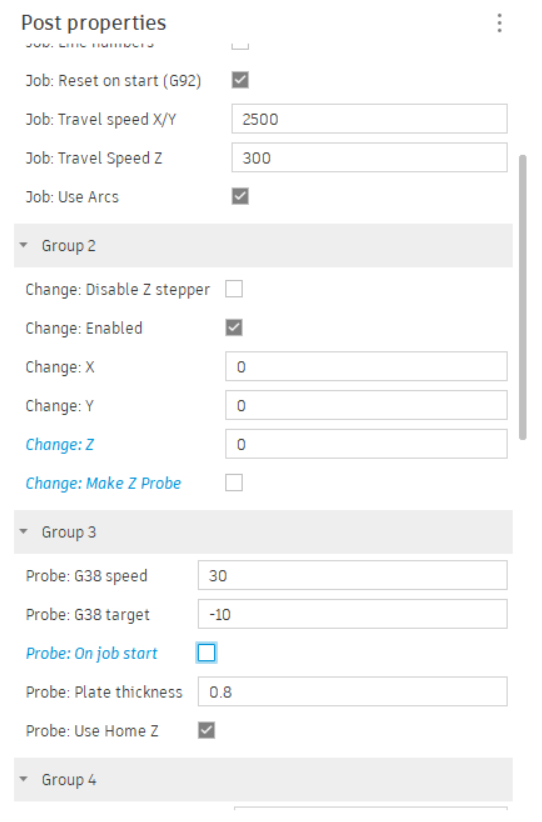 Post properties
Job: Line numbers
Job: Reset on start (G92)
Job: Travel speed X/Y 2500
Job: Travel Speed Z 300
Job: Use Arcs
Group 2
Change: Disable Z stepper
Change: Enabled
Change: X 0
Change: Y 0
Change: Z 0
Change: Make Z Probe
Group 3
Probe: G38 speed 30
Probe: G38 target -10
Probe: On job start
Probe: Plate thickness 0.8
Probe: Use Home Z
Group 4